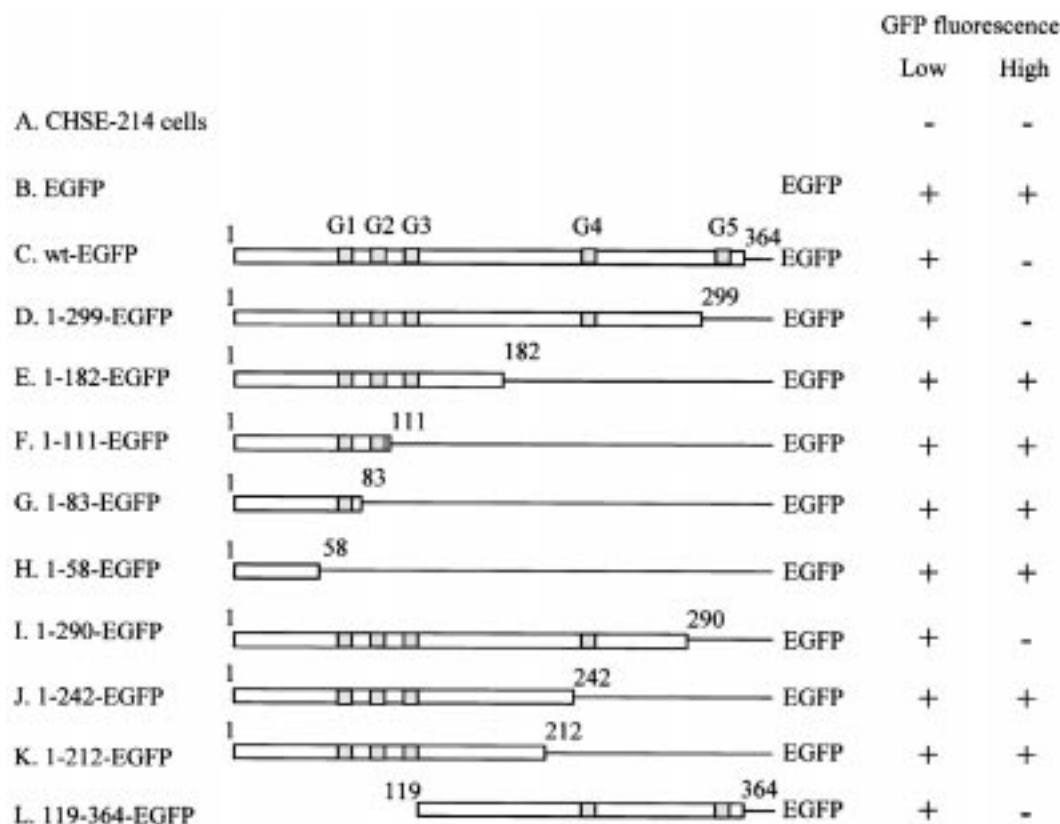 GFP fluorescence
Low High
A. CHSE-214 cells - -
B. EGFP EGFP + +
1 G1 G2 G3 G4 G5 364
C. wt-EGFP EGFP + -
1 299
D. 1-299-EGFP EGFP + -
1 182
E. 1-182-EGFP EGFP + +
1 111
F. 1-111-EGFP EGFP + +
1 83
G. 1-83-EGFP EGFP + +
1 58
H. 1-58-EGFP EGFP + +
1 290
I. 1-290-EGFP EGFP + -
1 242
J. 1-242-EGFP EGFP + +
1 212
K. 1-212-EGFP EGFP + +
119 364
L. 119-364-EGFP EGFP + -